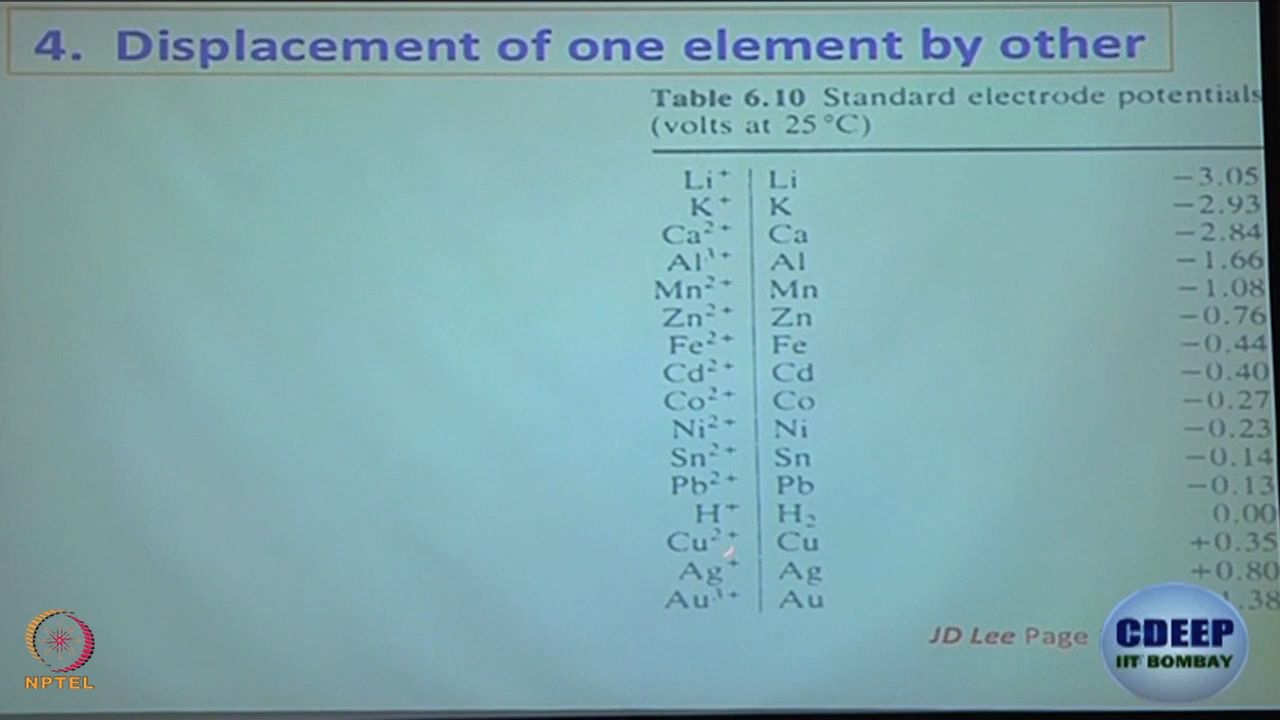 4. Displacement of one element by other
Table 6.10 Standard electrode potentials
(volts at 25 °C)
Li⁺ | Li −3.05
K⁺ | K −2.93
Ca²⁺ | Ca −2.84
Al³⁺ | Al −1.66
Mn²⁺ | Mn −1.08
Zn²⁺ | Zn −0.76
Fe²⁺ | Fe −0.44
Cd²⁺ | Cd −0.40
Co²⁺ | Co −0.27
Ni²⁺ | Ni −0.23
Sn²⁺ | Sn −0.14
Pb²⁺ | Pb −0.13
H⁺ | H₂ 0.00
Cu²⁺ | Cu +0.35
Ag⁺ | Ag +0.80
Au³⁺ | Au .38
JD Lee Page
CDEEP
IIT BOMBAY
NPTEL